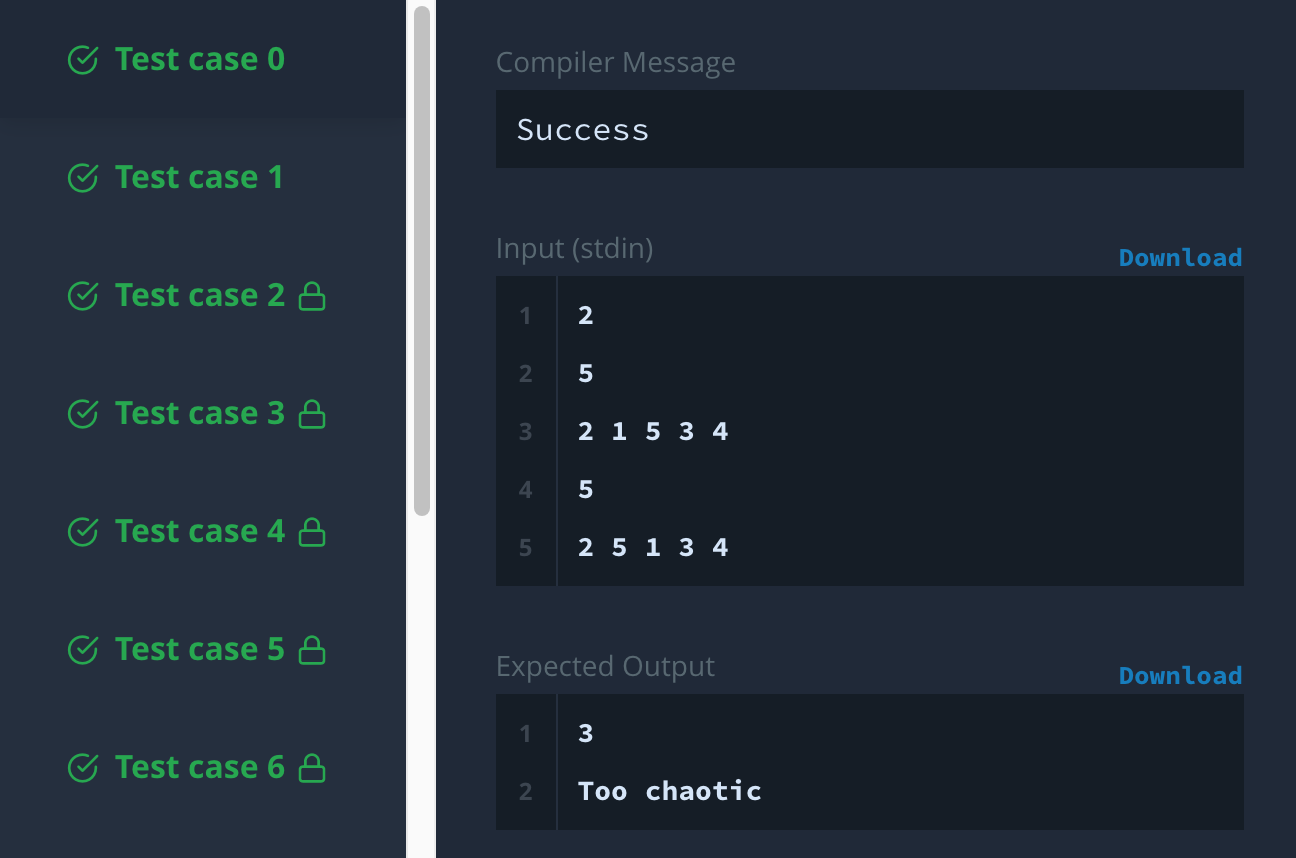 Test case 0
Test case 1
Test case 2
Test case 3
Test case 4
Test case 5
Test case 6
Compiler Message
Success
Input (stdin)
Download
1 2
2 5
3 2 1 5 3 4
4 5
5 2 5 1 3 4
Expected Output
Download
1 3
2 Too chaotic